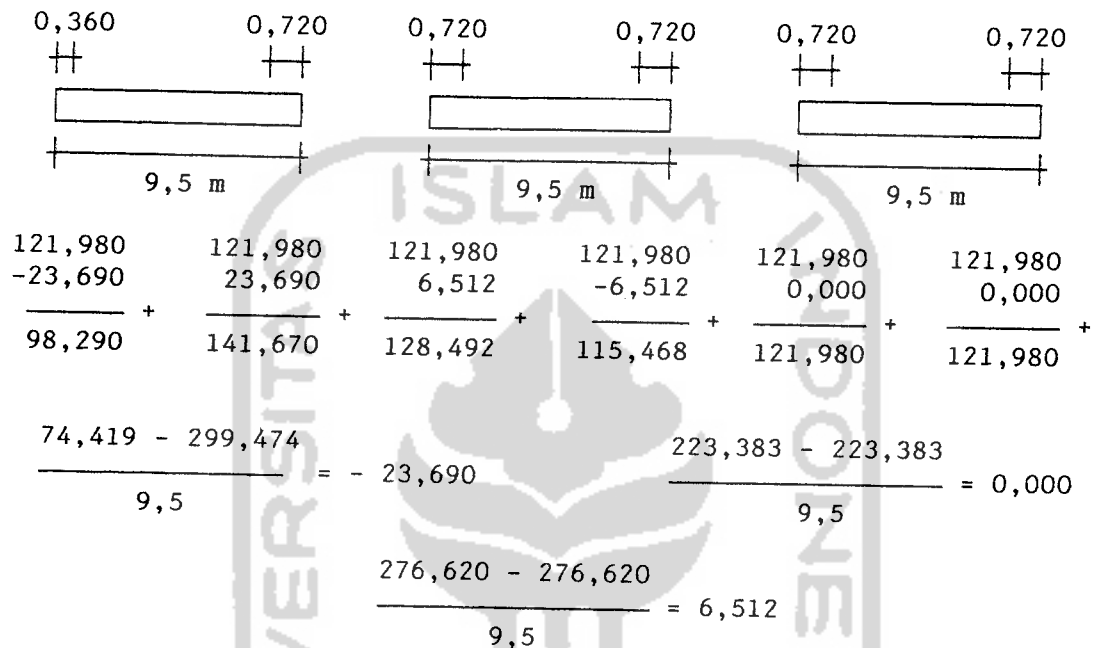 0,360 0,720 0,720 0,720 0,720 0,720
9,5 m 9,5 m 9,5 m
121,980 121,980 121,980 121,980 121,980 121,980
-23,690 23,690 6,512 -6,512 0,000 0,000
+ + + + + +
98,290 141,670 128,492 115,468 121,980 121,980
74,419 - 299,474
9,5
= - 23,690
223,383 - 223,383
9,5
= 0,000
276,620 - 276,620
9,5
= 6,512
ISLAM
VERSITAS
INDONE